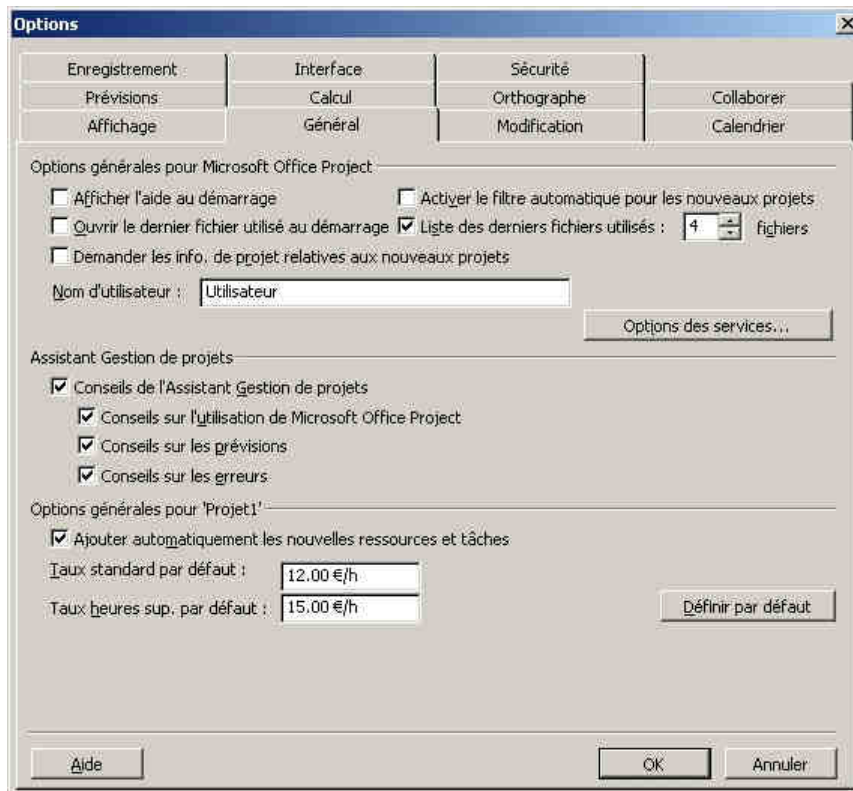 Options
Enregistrement Interface Sécurité
Prévisions Calcul Orthographe Collaborer
Affichage Général Modification Calendrier
Options générales pour Microsoft Office Project
Afficher l'aide au démarrage Activer le filtre automatique pour les nouveaux projets
Ouvrir le dernier fichier utilisé au démarrage Liste des derniers fichiers utilisés : 4 fichiers
Demander les info. de projet relatives aux nouveaux projets
Nom d'utilisateur : Utilisateur
Options des services...
Assistant Gestion de projets
Conseils de l'Assistant Gestion de projets
Conseils sur l'utilisation de Microsoft Office Project
Conseils sur les prévisions
Conseils sur les erreurs
Options générales pour 'Projet1'
Ajouter automatiquement les nouvelles ressources et tâches
Taux standard par défaut : 12.00 €/h
Taux heures sup. par défaut : 15.00 €/h Définir par défaut
Aide OK Annuler